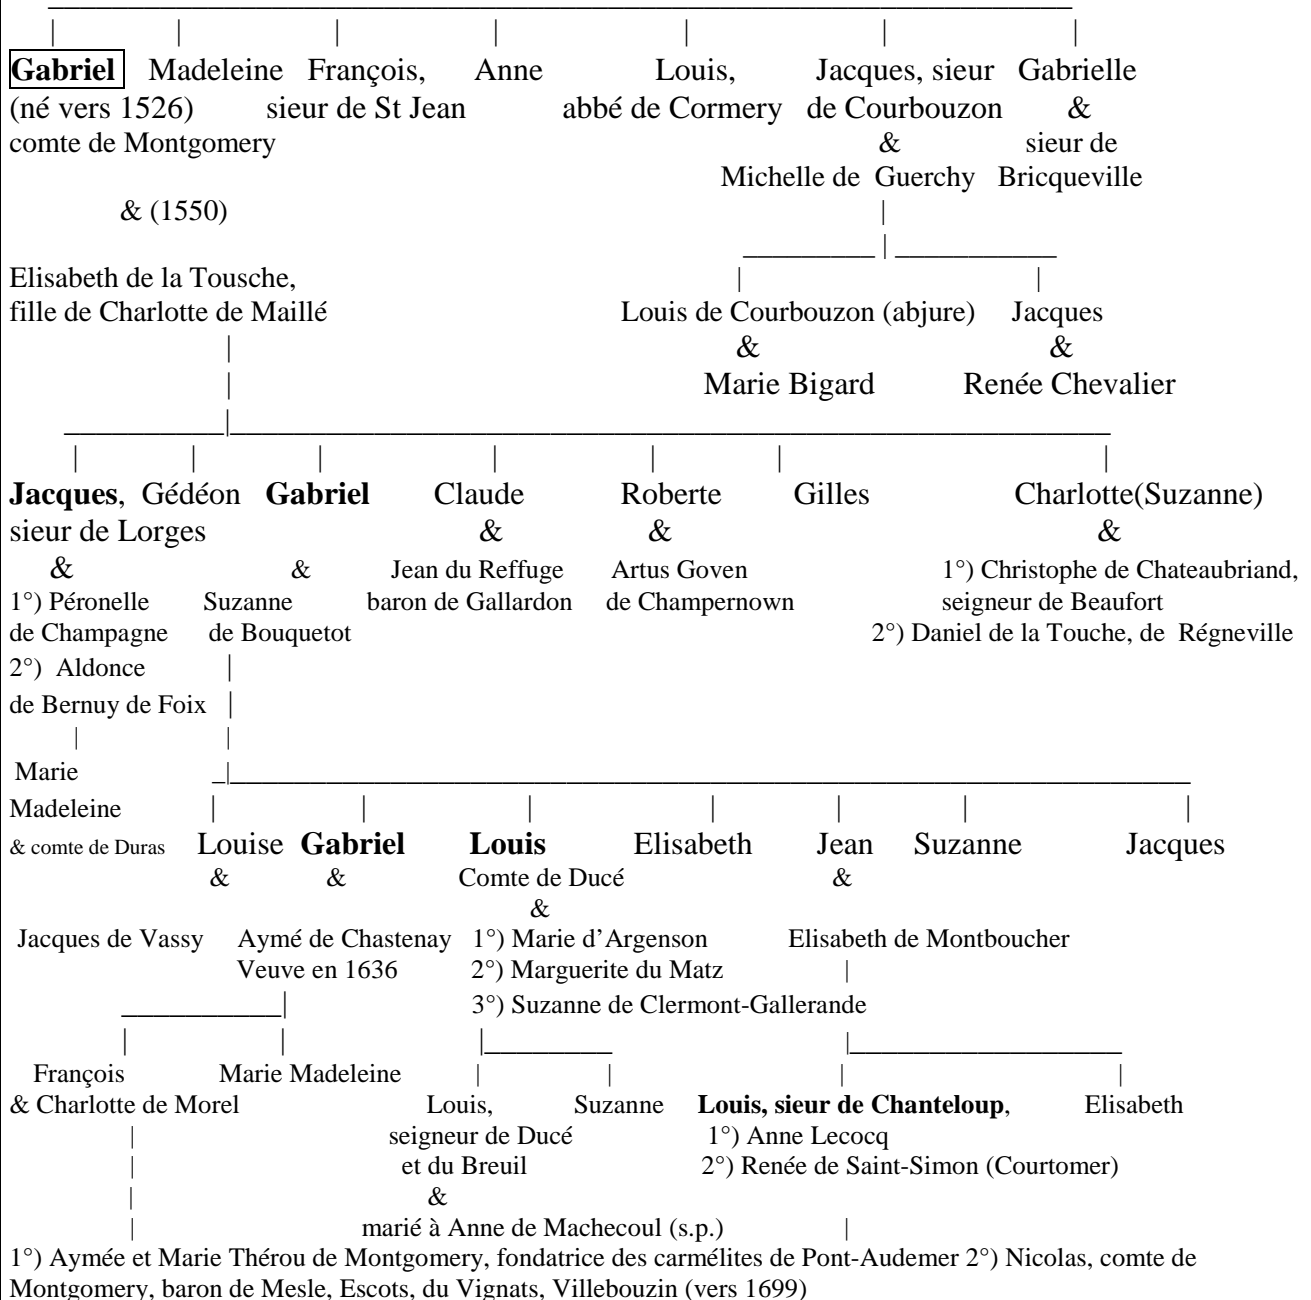 Gabriel Madeleine François, Anne Louis, Jacques, sieur Gabrielle
(né vers 1526) sieur de St Jean abbé de Cormery de Courbouzon &
comte de Montgomery & sieur de
Michelle de Guerchy Bricqueville
& (1550)
Elisabeth de la Tousche,
fille de Charlotte de Maillé Louis de Courbouzon (abjure) Jacques
& &
Marie Bigard Renée Chevalier
Jacques, Gédéon Gabriel Claude Roberte Gilles Charlotte(Suzanne)
sieur de Lorges & & &
& & Jean du Reffuge Artus Goven 1°) Christophe de Chateaubriand,
1°) Péronelle Suzanne baron de Gallardon de Champernown seigneur de Beaufort
de Champagne de Bouquetot 2°) Daniel de la Touche, de Régneville
2°) Aldonce
de Bernuy de Foix
Marie
Madeleine
& comte de Duras Louise Gabriel Louis Elisabeth Jean Suzanne Jacques
& & Comte de Ducé &
&
Jacques de Vassy Aymé de Chastenay 1°) Marie d’Argenson Elisabeth de Montboucher
Veuve en 1636 2°) Marguerite du Matz
3°) Suzanne de Clermont-Gallerande
François Marie Madeleine
& Charlotte de Morel Louis, Suzanne Louis, sieur de Chanteloup, Elisabeth
seigneur de Ducé 1°) Anne Lecocq
et du Breuil 2°) Renée de Saint-Simon (Courtomer)
&
marié à Anne de Machecoul (s.p.)
1°) Aymée et Marie Thérou de Montgomery, fondatrice des carmélites de Pont-Audemer 2°) Nicolas, comte de
Montgomery, baron de Mesle, Escots, du Vignats, Villebouzin (vers 1699)